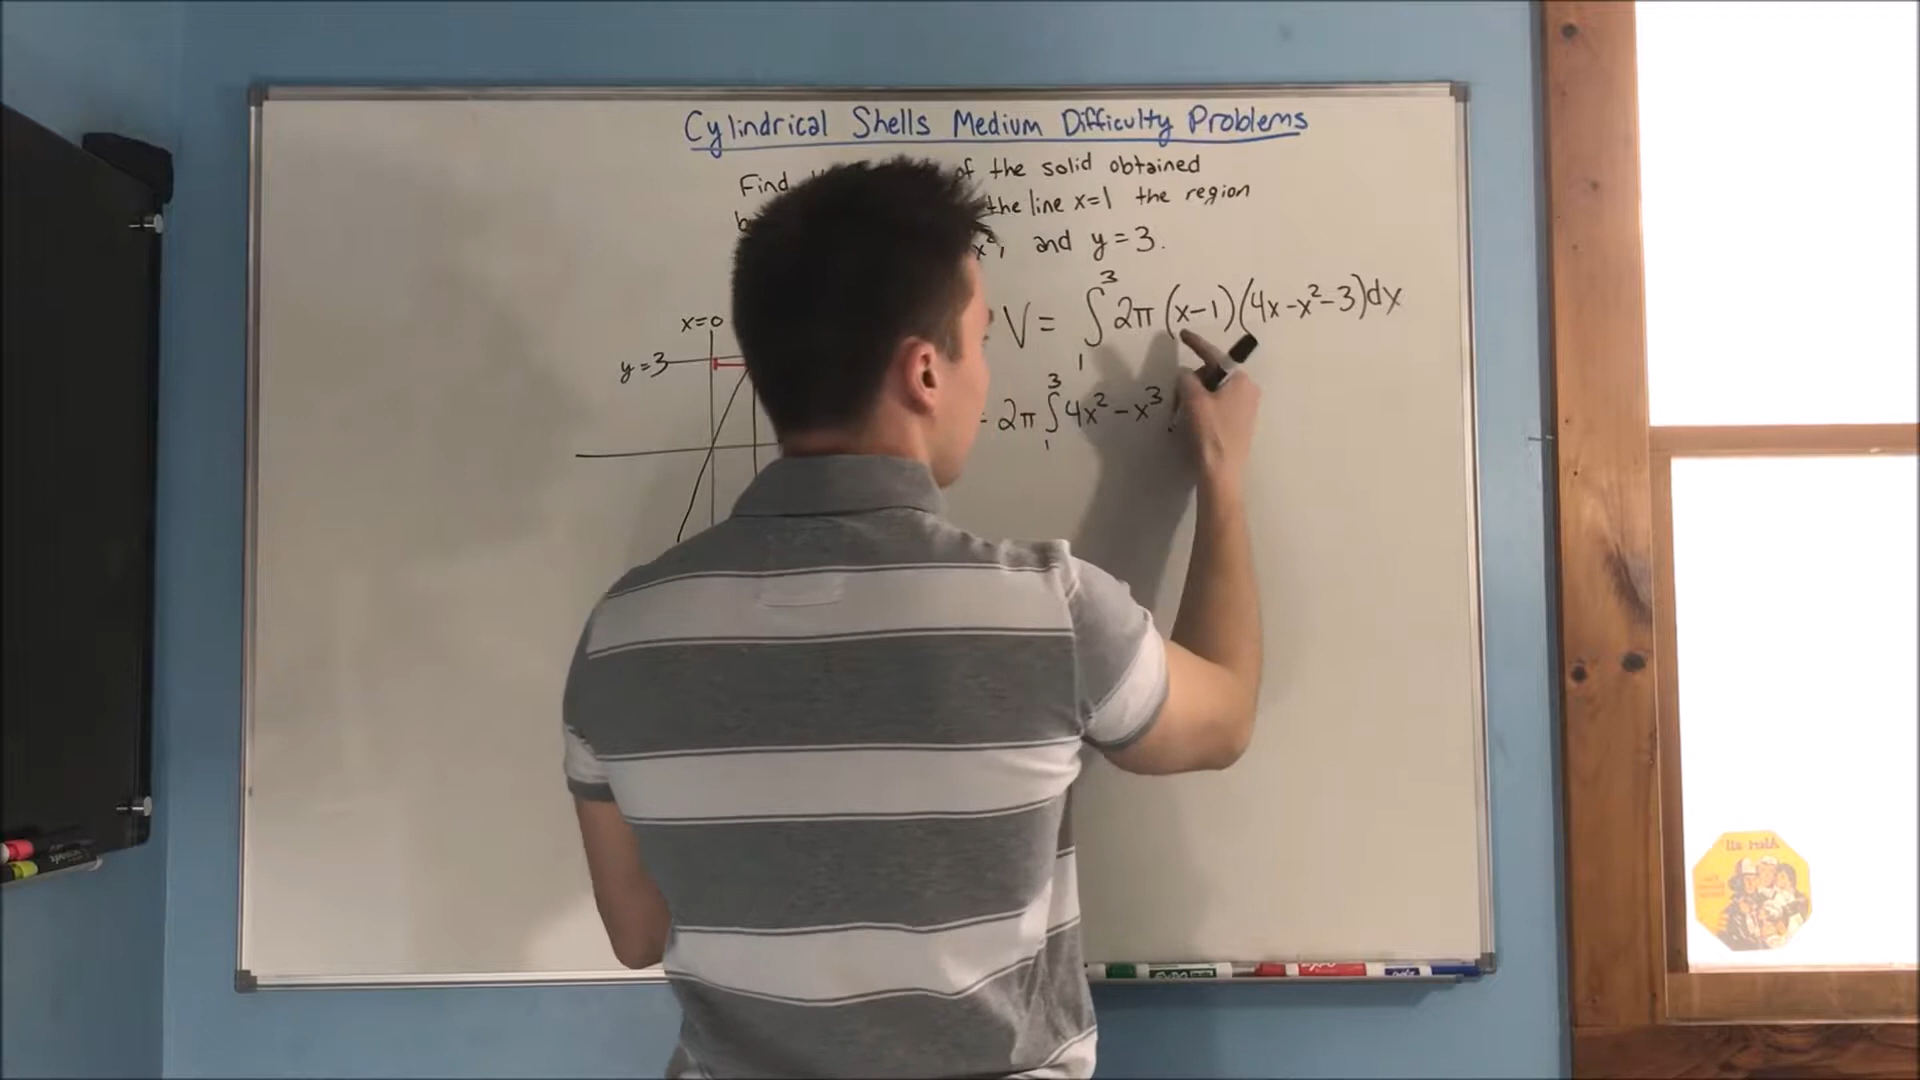 Cylindrical Shells Medium Difficulty Problems
Find of the solid obtained
the line x=1 the region
x², and y=3.
V = ∫₁³ 2π(x-1)(4x-x²-3)dx
x=0
y=3
2π ∫₁³ 4x² - x³